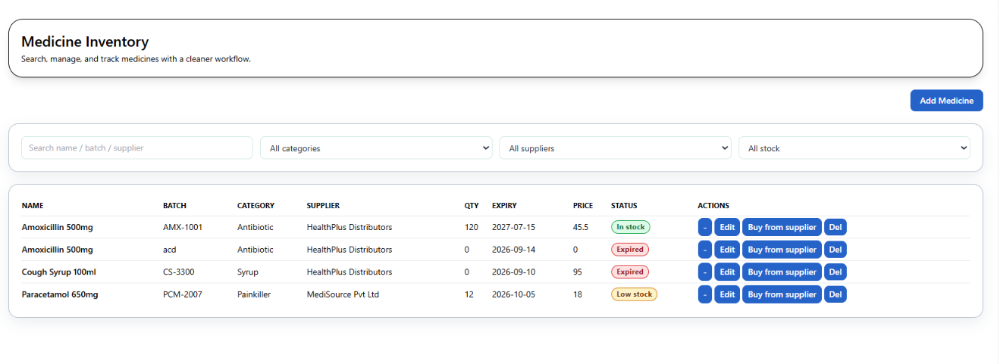 Medicine Inventory
Search, manage, and track medicines with a cleaner workflow.
Add Medicine
Search name / batch / supplier All categories All suppliers All stock
NAME BATCH CATEGORY SUPPLIER QTY EXPIRY PRICE STATUS ACTIONS
Amoxicillin 500mg AMX-1001 Antibiotic HealthPlus Distributors 120 2027-07-15 45.5 In stock - Edit Buy from supplier Del
Amoxicillin 500mg acd Antibiotic HealthPlus Distributors 0 2026-09-14 0 Expired - Edit Buy from supplier Del
Cough Syrup 100ml CS-3300 Syrup HealthPlus Distributors 0 2026-09-10 95 Expired - Edit Buy from supplier Del
Paracetamol 650mg PCM-2007 Painkiller MediSource Pvt Ltd 12 2026-10-05 18 Low stock - Edit Buy from supplier Del